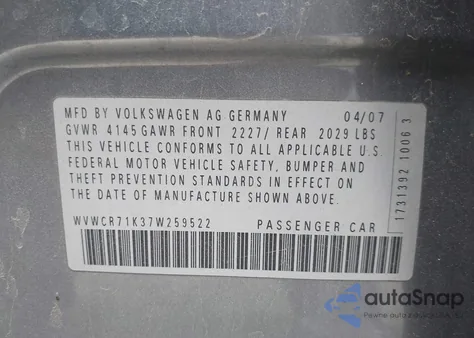 MFD BY VOLKSWAGEN AG GERMANY 04/07
GVWR 4145 GAWR FRONT 2227/ REAR 2029 LBS
THIS VEHICLE CONFORMS TO ALL APPLICABLE U.S.
FEDERAL MOTOR VEHICLE SAFETY, BUMPER AND
THEFT PREVENTION STANDARDS IN EFFECT ON
THE DATE OF MANUFACTURE SHOWN ABOVE.
WVWCR71K37W259522 PASSENGER CAR
1731392 1006 3
autoSnap
Pewne auta